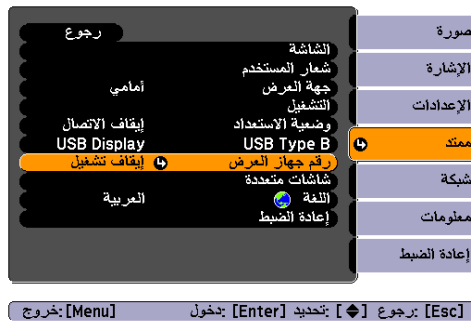 صورة
الإشارة
الإعدادات
ممتد
شبكة
معلومات
إعادة الضبط
رجوع
الشاشة
شعار المستخدم
جهة العرض أمامي
التشغيل
وضعية الاستعداد إيقاف الاتصال
USB Type B USB Display
رقم جهاز العرض إيقاف تشغيل
شاشات متعددة
اللغة العربية
إعادة الضبط
[Esc] :رجوع [♦] :تحديد [Enter] :دخول [Menu] :خروج